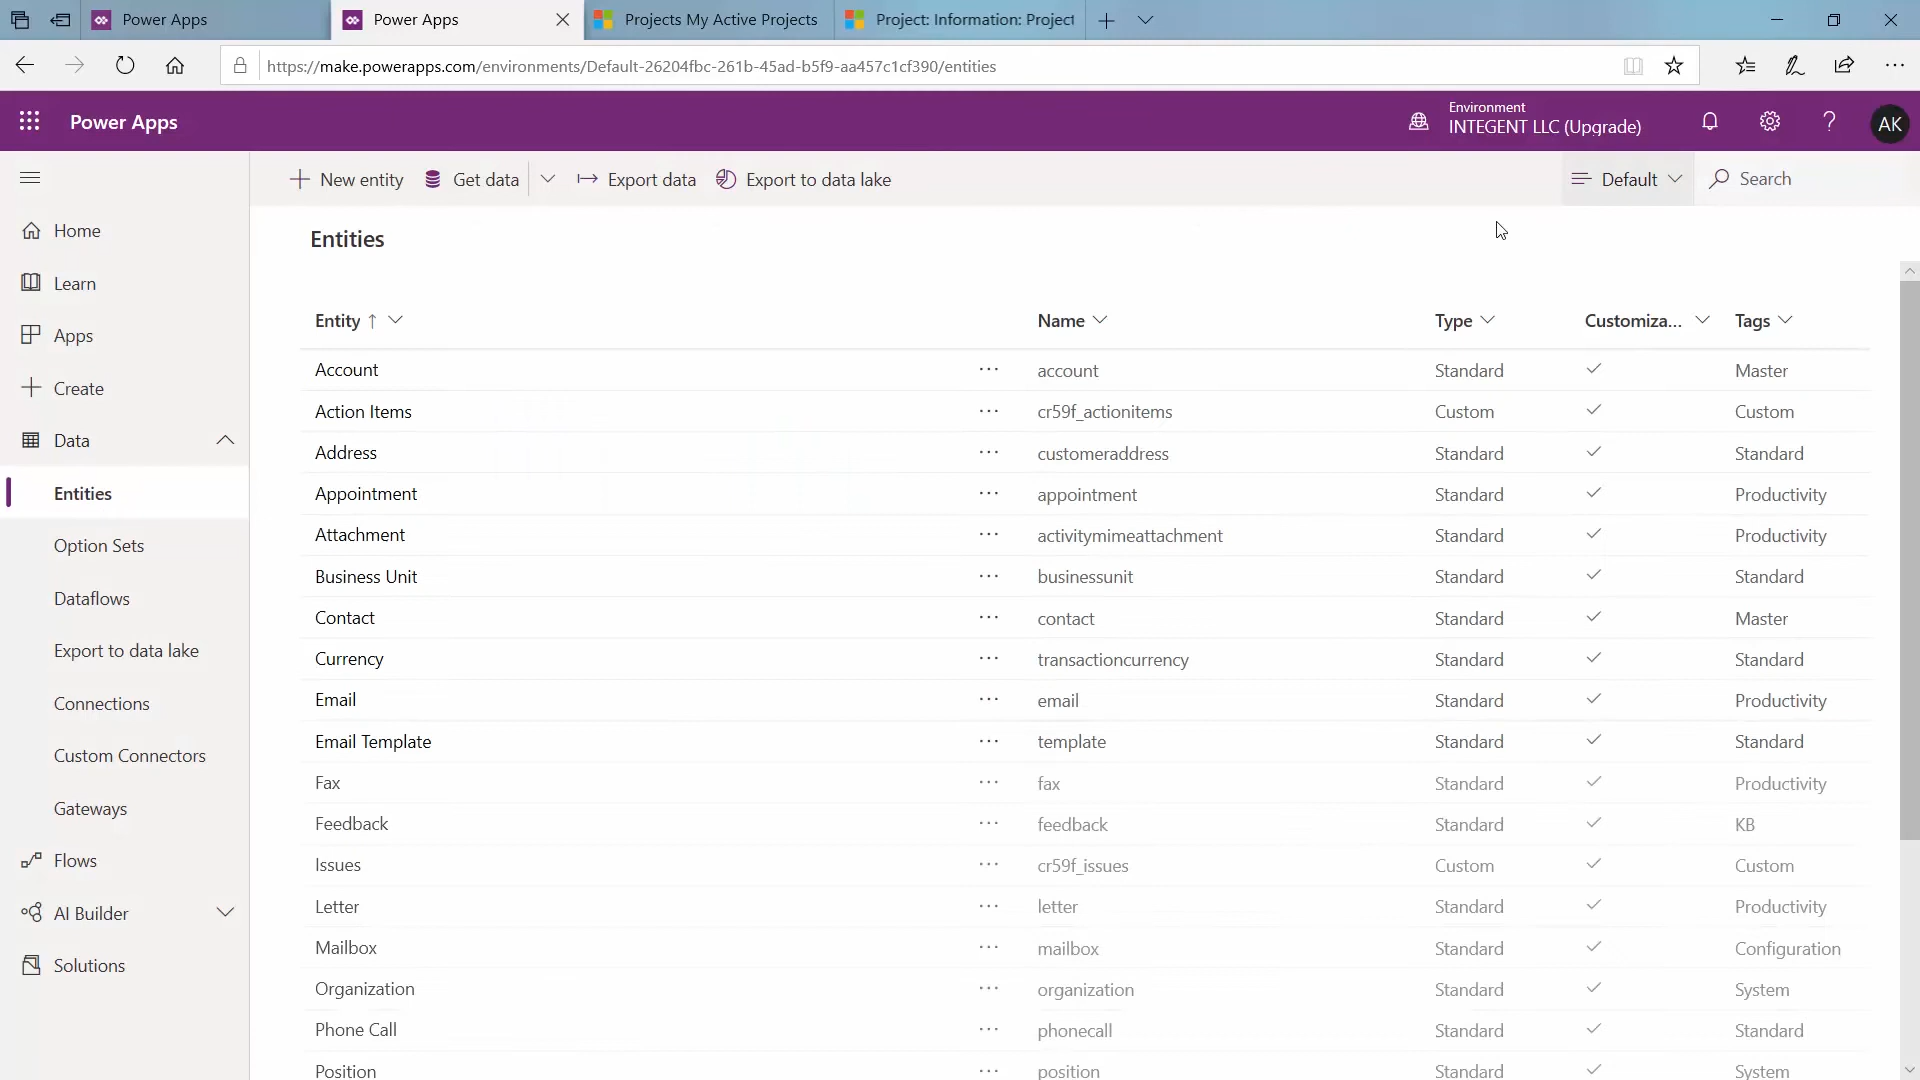 Power Apps
Power Apps
Projects My Active Projects
Project: Information: Project
https://make.powerapps.com/environments/Default-26204fbc-261b-45ad-b5f9-aa457c1cf390/entities
Power Apps
Environment
INTEGENT LLC (Upgrade)
AK
New entity
Get data
Export data
Export to data lake
Default
Search
Home
Learn
Apps
Create
Data
Entities
Option Sets
Dataflows
Export to data lake
Connections
Custom Connectors
Gateways
Flows
AI Builder
Solutions
Entities
Entity ↑ Name Type Customiza... Tags
Account ... account Standard ✓ Master
Action Items ... cr59f_actionitems Custom ✓ Custom
Address ... customeraddress Standard ✓ Standard
Appointment ... appointment Standard ✓ Productivity
Attachment ... activitymimeattachment Standard ✓ Productivity
Business Unit ... businessunit Standard ✓ Standard
Contact ... contact Standard ✓ Master
Currency ... transactioncurrency Standard ✓ Standard
Email ... email Standard ✓ Productivity
Email Template ... template Standard ✓ Standard
Fax ... fax Standard ✓ Productivity
Feedback ... feedback Standard ✓ KB
Issues ... cr59f_issues Custom ✓ Custom
Letter ... letter Standard ✓ Productivity
Mailbox ... mailbox Standard ✓ Configuration
Organization ... organization Standard ✓ System
Phone Call ... phonecall Standard ✓ Standard
Position ... position Standard ✓ System